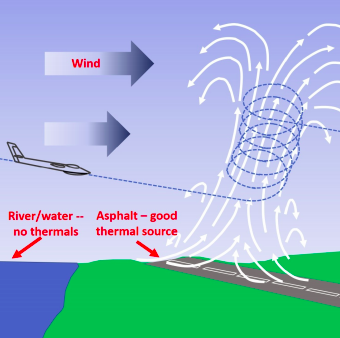 Wind
River/water --
no thermals
Asphalt – good
thermal source